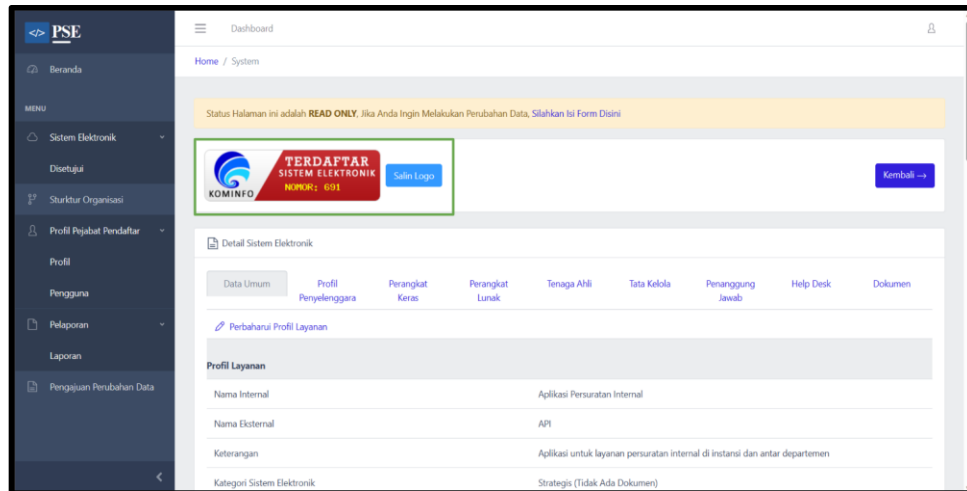 </> PSE
Beranda
MENU
Sistem Elektronik
Disetujui
Sturktur Organisasi
Profil Pejabat Pendaftar
Profil
Pengguna
Pelaporan
Laporan
Pengajuan Perubahan Data
Dashboard
Home / System
Status Halaman ini adalah READ ONLY, Jika Anda Ingin Melakukan Perubahan Data, Silahkan Isi Form Disini
KOMINFO
TERDAFTAR
SISTEM ELEKTRONIK
NOMOR: 691
Salin Logo
Kembali →
Detail Sistem Elektronik
Data Umum
Profil
Penyelenggara
Perangkat
Keras
Perangkat
Lunak
Tenaga Ahli
Tata Kelola
Penanggung
Jawab
Help Desk
Dokumen
Perbaharui Profil Layanan
Profil Layanan
Nama Internal Aplikasi Persuratan Internal
Nama Eksternal API
Keterangan Aplikasi untuk layanan persuratan internal di instansi dan antar departemen
Kategori Sistem Elektronik Strategis (Tidak Ada Dokumen)